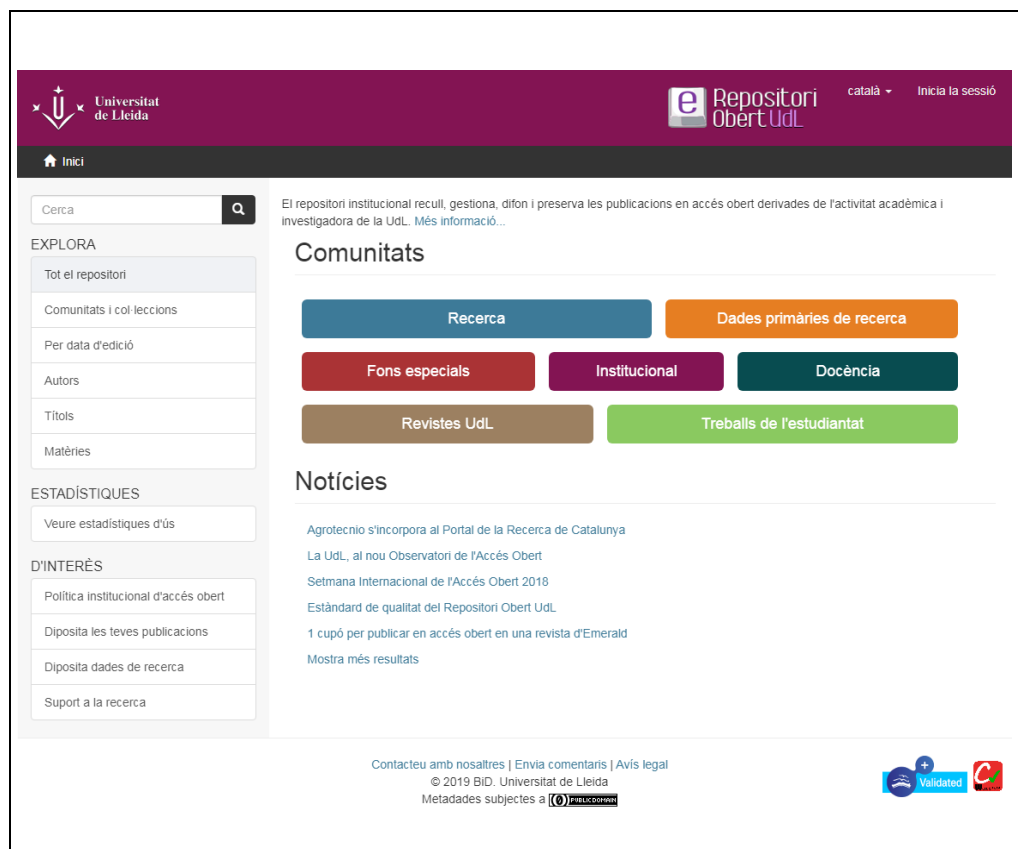 Universitat
de Lleida
e Repositori
Obert UdL
català
Inicia la sessió
Inici
Cerca
EXPLORA
Tot el repositori
Comunitats i col·leccions
Per data d'edició
Autors
Títols
Matèries
ESTADÍSTIQUES
Veure estadístiques d'ús
D'INTERÈS
Política institucional d'accés obert
Diposita les teves publicacions
Diposita dades de recerca
Suport a la recerca
El repositori institucional recull, gestiona, difon i preserva les publicacions en accés obert derivades de l'activitat acadèmica i
investigadora de la UdL. Més informació...
Comunitats
Recerca
Dades primàries de recerca
Fons especials
Institucional
Docència
Revistes UdL
Treballs de l'estudiantat
Notícies
Agrotecnio s'incorpora al Portal de la Recerca de Catalunya
La UdL, al nou Observatori de l'Accés Obert
Setmana Internacional de l'Accés Obert 2018
Estàndard de qualitat del Repositori Obert UdL
1 cupó per publicar en accés obert en una revista d'Emerald
Mostra més resultats
Contacteu amb nosaltres | Envia comentaris | Avís legal
© 2019 BiD. Universitat de Lleida
Metadades subjectes a (0) PUBLIC DOMAIN
+
Validated